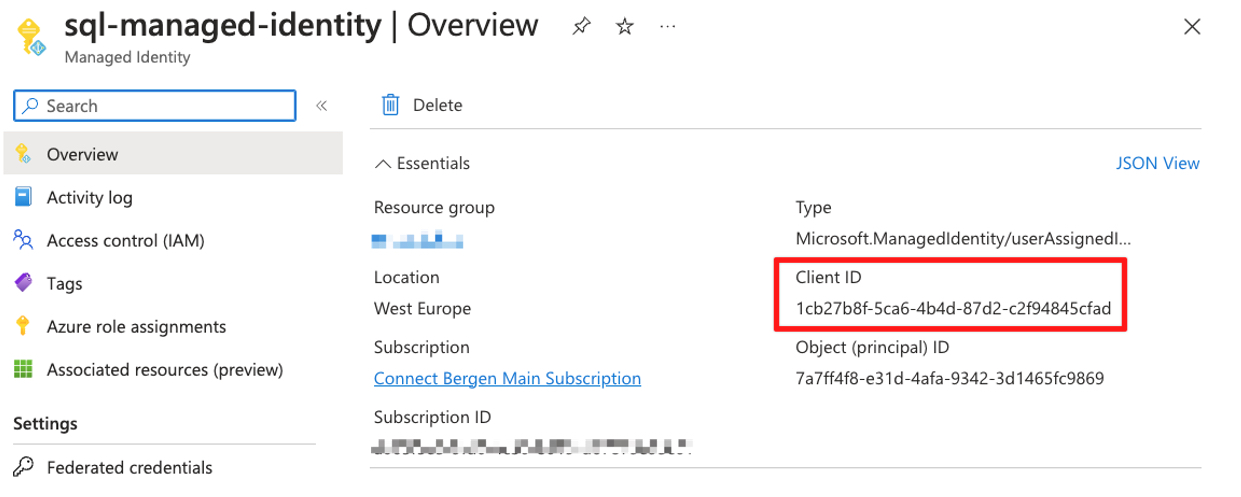 sql-managed-identity | Overview
Managed Identity
Search
Overview
Activity log
Access control (IAM)
Tags
Azure role assignments
Associated resources (preview)
Settings
Federated credentials
Delete
Essentials
JSON View
Resource group
Location
West Europe
Subscription
Connect Bergen Main Subscription
Subscription ID
Type
Microsoft.ManagedIdentity/userAssignedI...
Client ID
1cb27b8f-5ca6-4b4d-87d2-c2f94845cfad
Object (principal) ID
7a7ff4f8-e31d-4afa-9342-3d1465fc9869